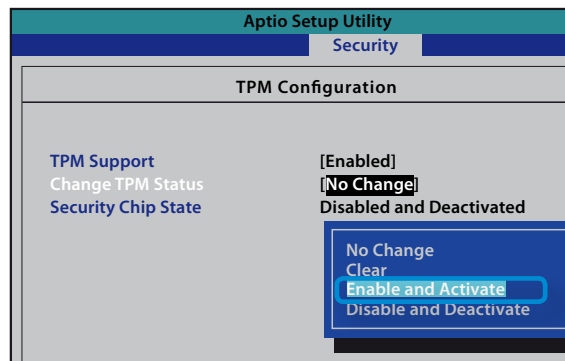 Aptio Setup Utility
Security
TPM Configuration
TPM Support [Enabled]
Change TPM Status [No Change]
Security Chip State Disabled and Deactivated
No Change
Clear
Enable and Activate
Disable and Deactivate